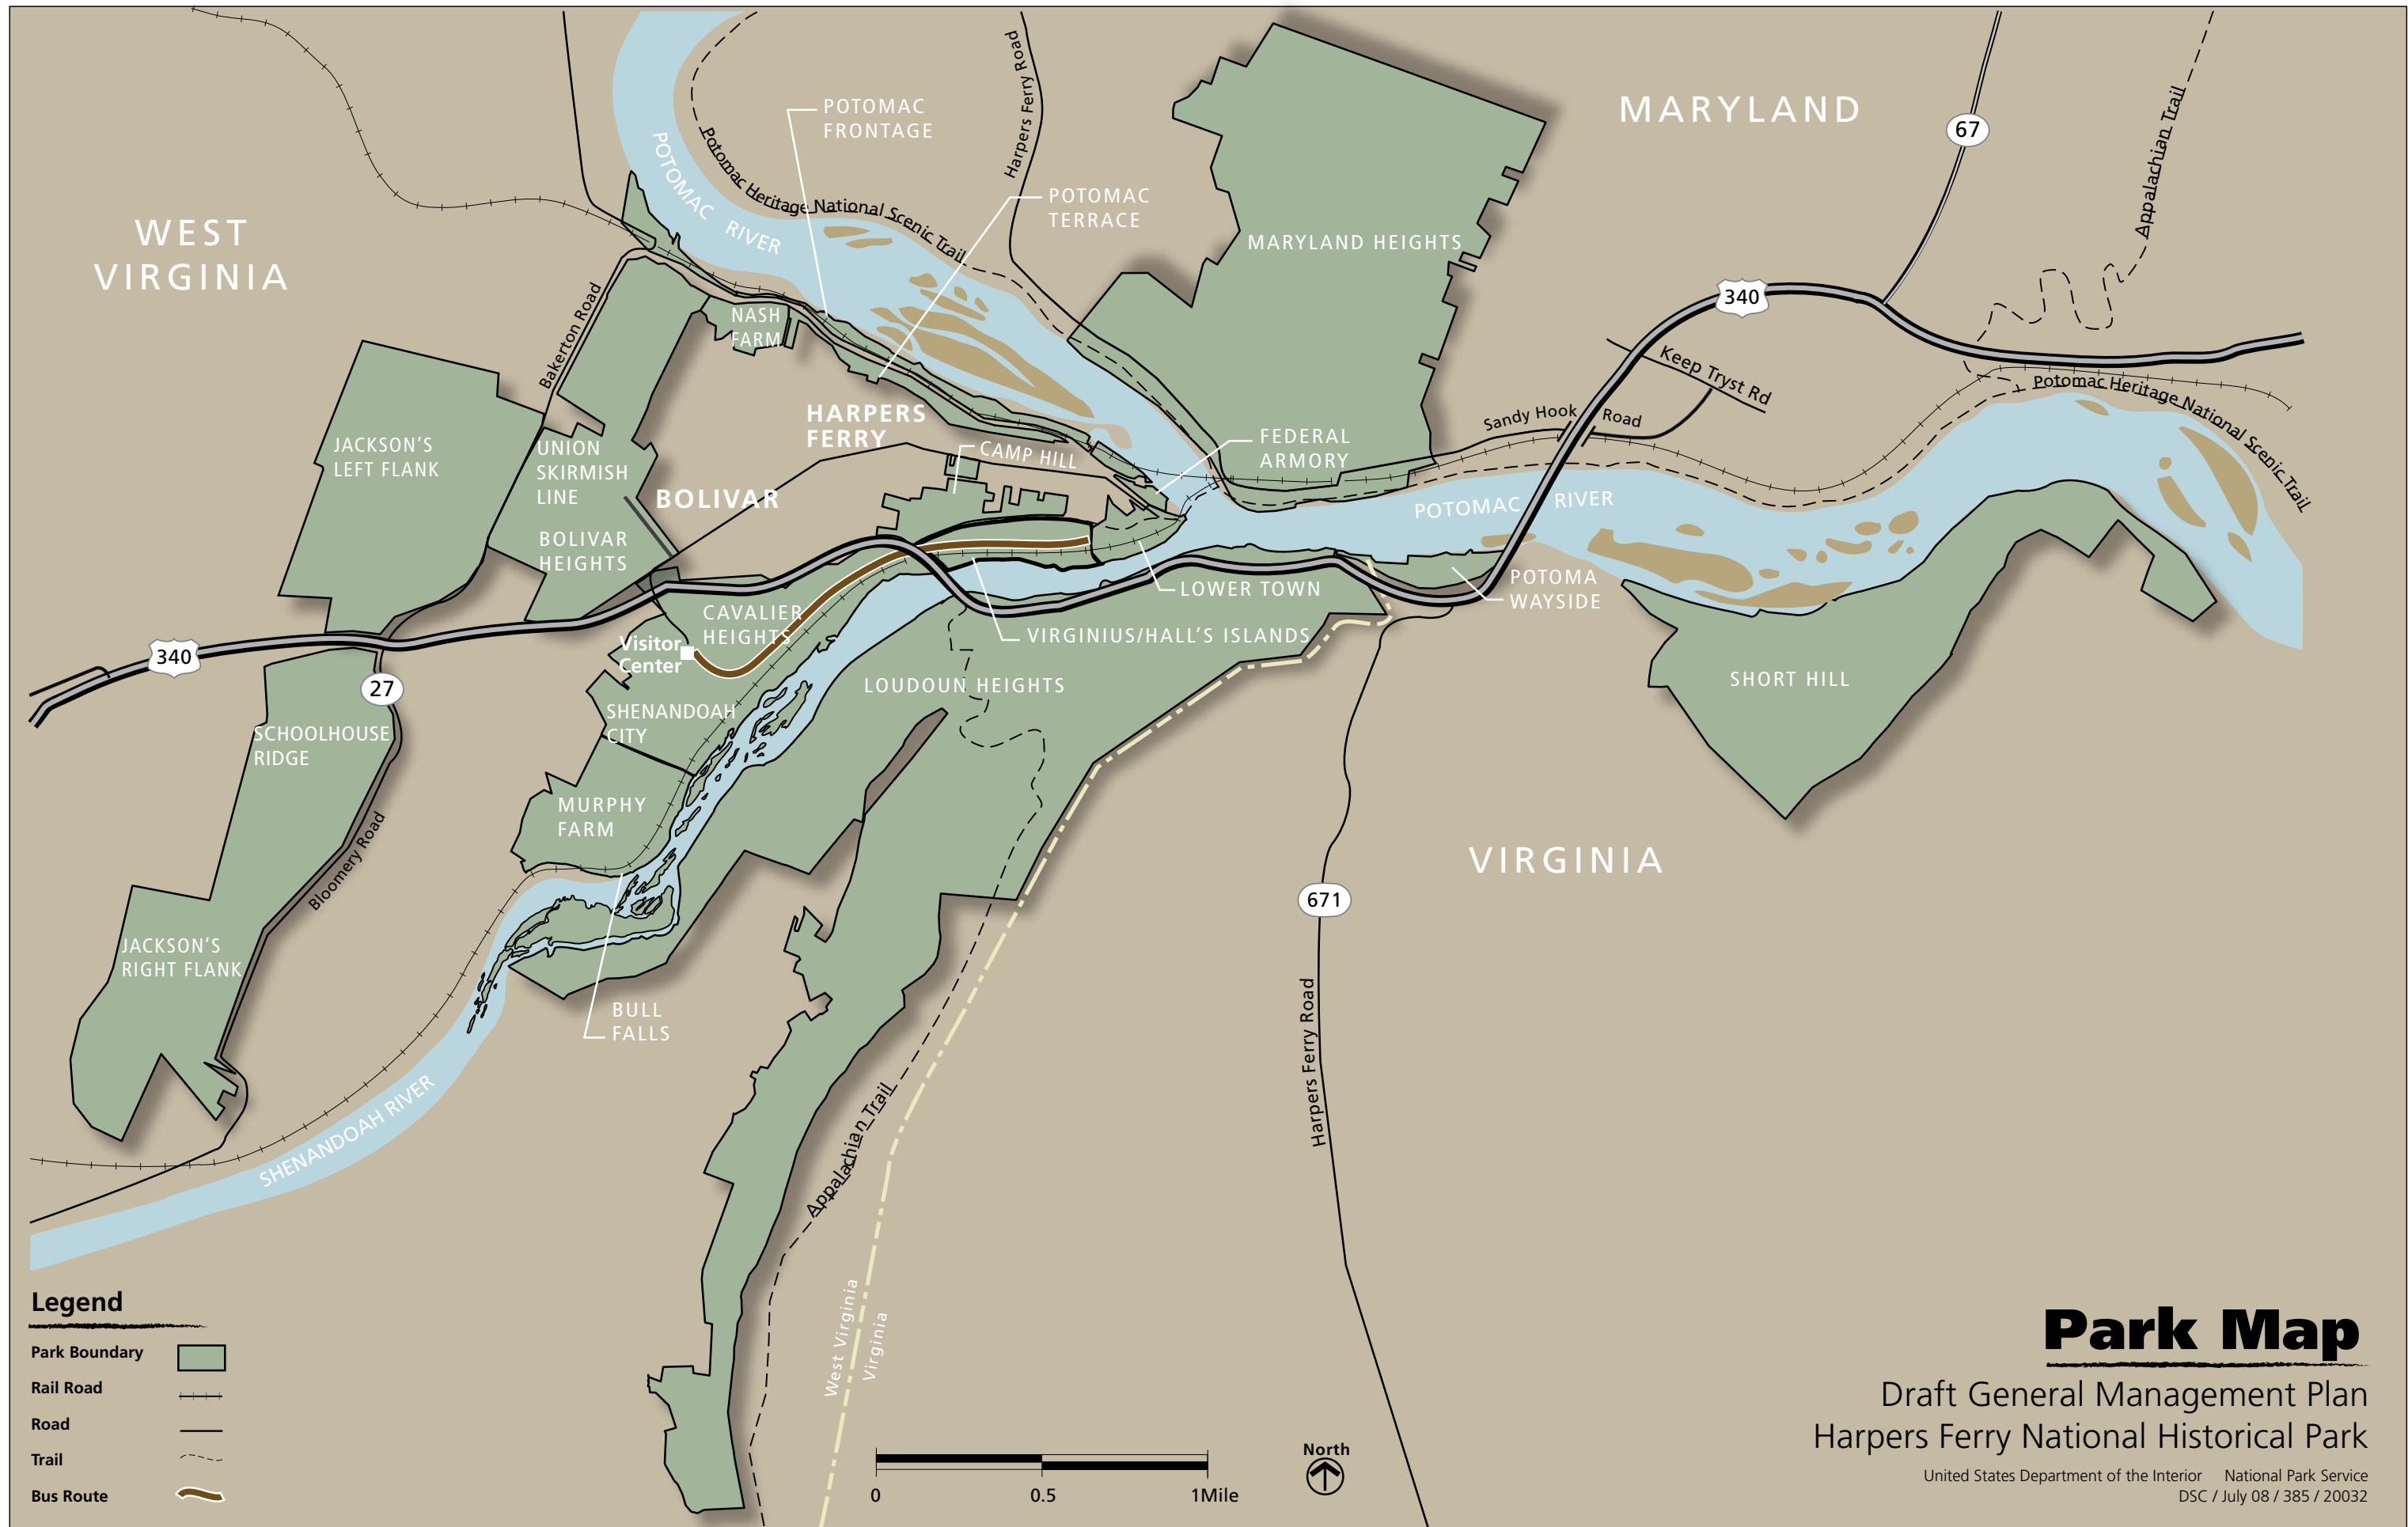 POTOMAC
FRONTAGE
Harpers Ferry Road
MARYLAND
67
Appalachian Trail
POTOMAC RIVER
Potomac Heritage National Scenic Trail
POTOMAC
TERRACE
WEST
VIRGINIA
MARYLAND HEIGHTS
340
NASH
FARM
Bakerton Road
Keep Tryst Rd
Potomac Heritage National Scenic Trail
HARPERS
FERRY
Sandy Hook Road
JACKSON'S
LEFT FLANK
UNION
SKIRMISH
LINE
CAMP HILL
FEDERAL
ARMORY
BOLIVAR
POTOMAC RIVER
BOLIVAR
HEIGHTS
LOWER TOWN
POTOMA
WAYSIDE
CAVALIER
HEIGHTS
VIRGINIUS/HALL'S ISLANDS
Visitor
Center
340
27
LOUDOUN HEIGHTS
SHORT HILL
SHENANDOAH
CITY
SCHOOLHOUSE
RIDGE
MURPHY
FARM
VIRGINIA
Bloomery Road
671
JACKSON'S
RIGHT FLANK
BULL
FALLS
Harpers Ferry Road
SHENANDOAH RIVER
Appalachian Trail
West Virginia
Virginia
Legend
Park Boundary
Rail Road
Road
Trail
Bus Route
0 0.5 1Mile
North
Park Map
Draft General Management Plan
Harpers Ferry National Historical Park
United States Department of the Interior National Park Service
DSC / July 08 / 385 / 20032